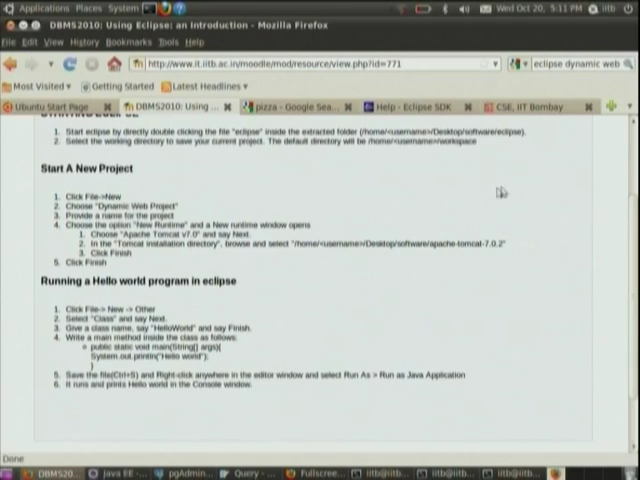 Applications Places System Wed Oct 20, 5:11 PM iitb
DBMS2010: Using Eclipse: an Introduction - Mozilla Firefox
File Edit View History Bookmarks Tools Help
http://www.it.iitb.ac.in/moodle/mod/resource/view.php?id=771 eclipse dynamic web
Most Visited Getting Started Latest Headlines
Ubuntu Start Page DBMS2010: Using ... pizza - Google Sea... Help - Eclipse SDK CSE, IIT Bombay
1. Start eclipse by directly double clicking the file "eclipse" inside the extracted folder (/home/<username>/Desktop/software/eclipse).
2. Select the working directory to save your current project. The default directory will be /home/<username>/workspace
Start A New Project
1. Click File->New
2. Choose "Dynamic Web Project"
3. Provide a name for the project
4. Choose the option "New Runtime" and a New runtime window opens
1. Choose "Apache Tomcat v7.0" and say Next.
2. In the "Tomcat installation directory", browse and select "/home/<username>/Desktop/software/apache-tomcat-7.0.2"
3. Click Finish
5. Click Finish
Running a Hello world program in eclipse
1. Click File-> New -> Other
2. Select "Class" and say Next.
3. Give a class name, say "HelloWorld" and say Finish.
4. Write a main method inside the class as follows:
public static void main(String[] args){
System.out.println("Hello world");
}
5. Save the file(Ctrl+S) and Right-click anywhere in the editor window and select Run As > Run as Java Application
6. It runs and prints Hello world in the Console window.
Done
DBMS20... Java EE -... pgAdmin... Query -... Fullscree... iitb@iitb... iitb@iitb... iitb@iitb...